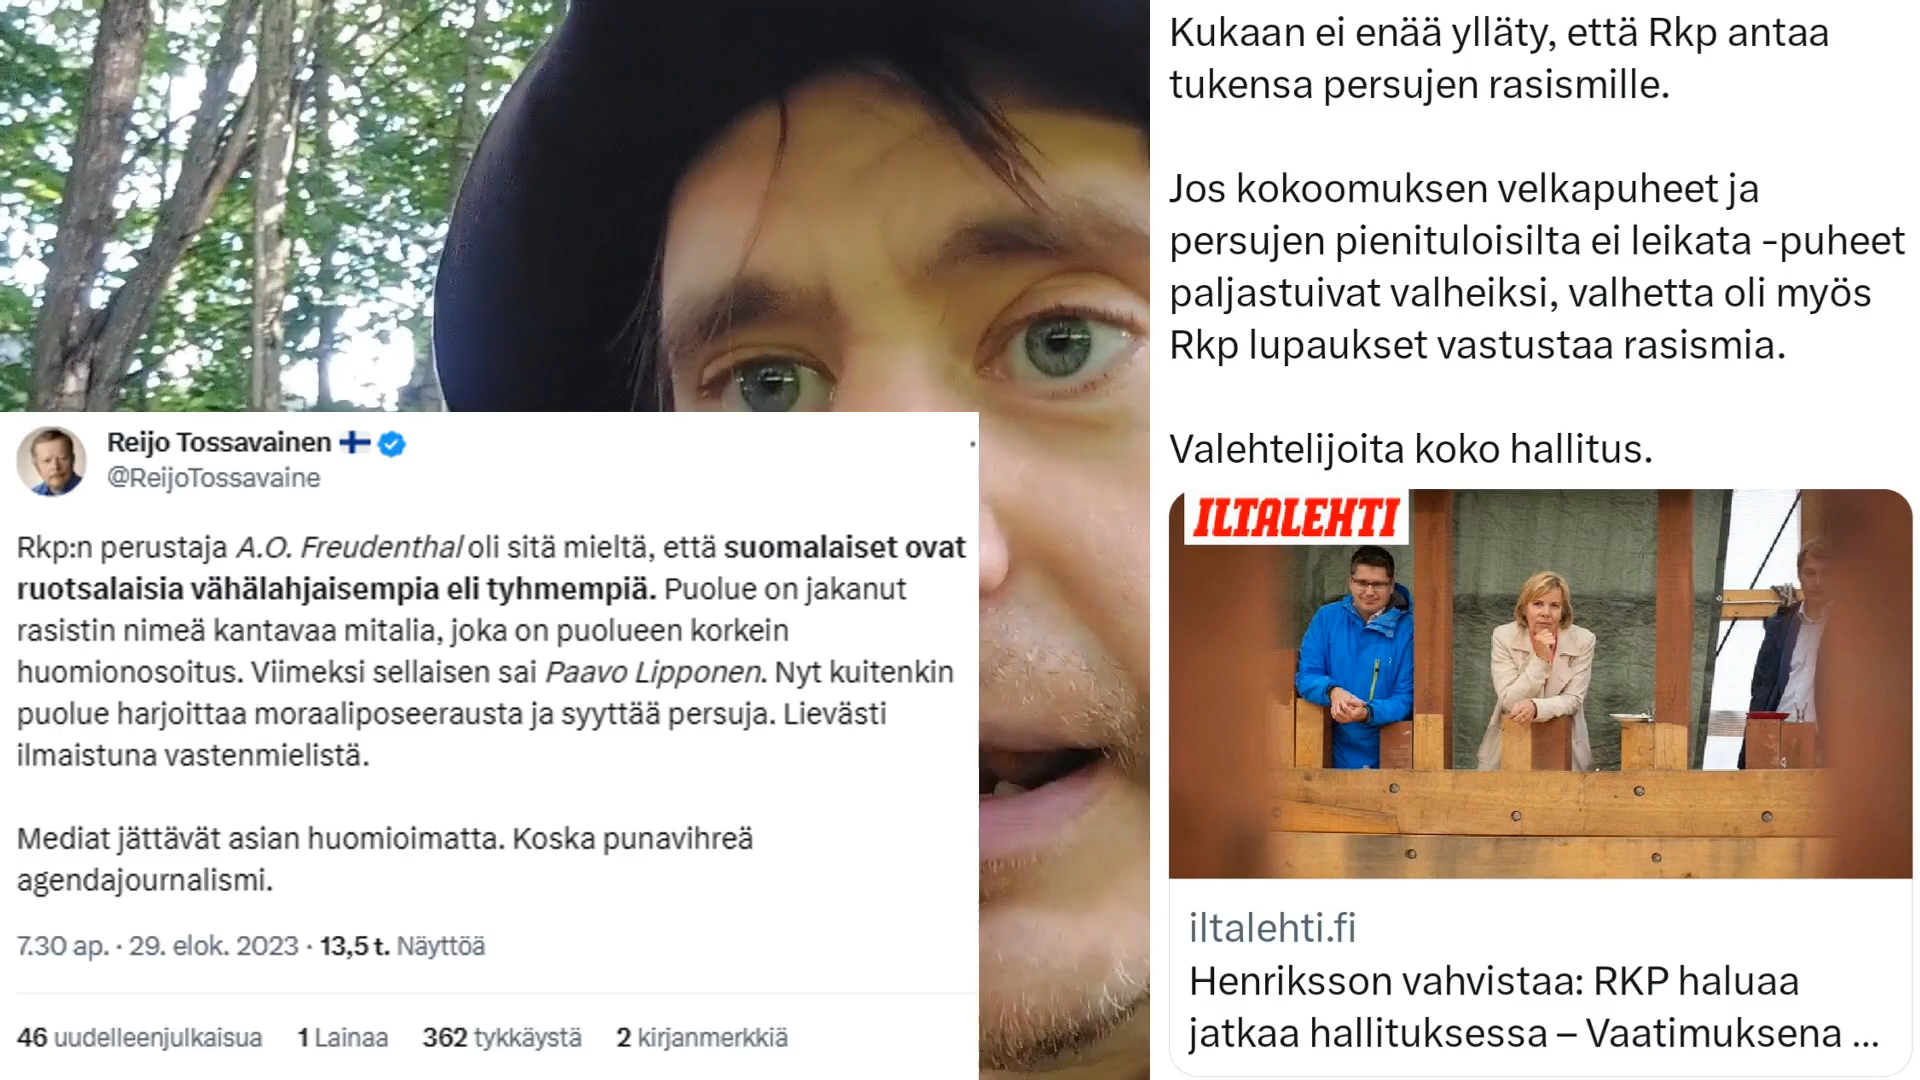 Reijo Tossavainen
@ReijoTossavaine
Rkp:n perustaja A.O. Freudenthal oli sitä mieltä, että suomalaiset ovat
ruotsalaisia vähälahjaisempia eli tyhmempiä. Puolue on jakanut
rasistin nimeä kantavaa mitalia, joka on puolueen korkein
huomionosoitus. Viimeksi sellaisen sai Paavo Lipponen. Nyt kuitenkin
puolue harjoittaa moraaliposeerausta ja syyttää persuja. Lievästi
ilmaistuna vastenmielistä.
Mediat jättävät asian huomioimatta. Koska punavihreä
agendajournalismi.
7.30 ap. · 29. elok. 2023 · 13,5 t. Näyttöä
46 uudelleenjulkaisua 1 Lainaa 362 tykkäystä 2 kirjanmerkkiä
Kukaan ei enää ylläty, että Rkp antaa
tukensa persujen rasismille.
Jos kokoomuksen velkapuheet ja
persujen pienituloisilta ei leikata -puheet
paljastuivat valheiksi, valhetta oli myös
Rkp lupaukset vastustaa rasismia.
Valehtelijoita koko hallitus.
ILTALEHTI
iltalehti.fi
Henriksson vahvistaa: RKP haluaa
jatkaa hallituksessa – Vaatimuksena ...